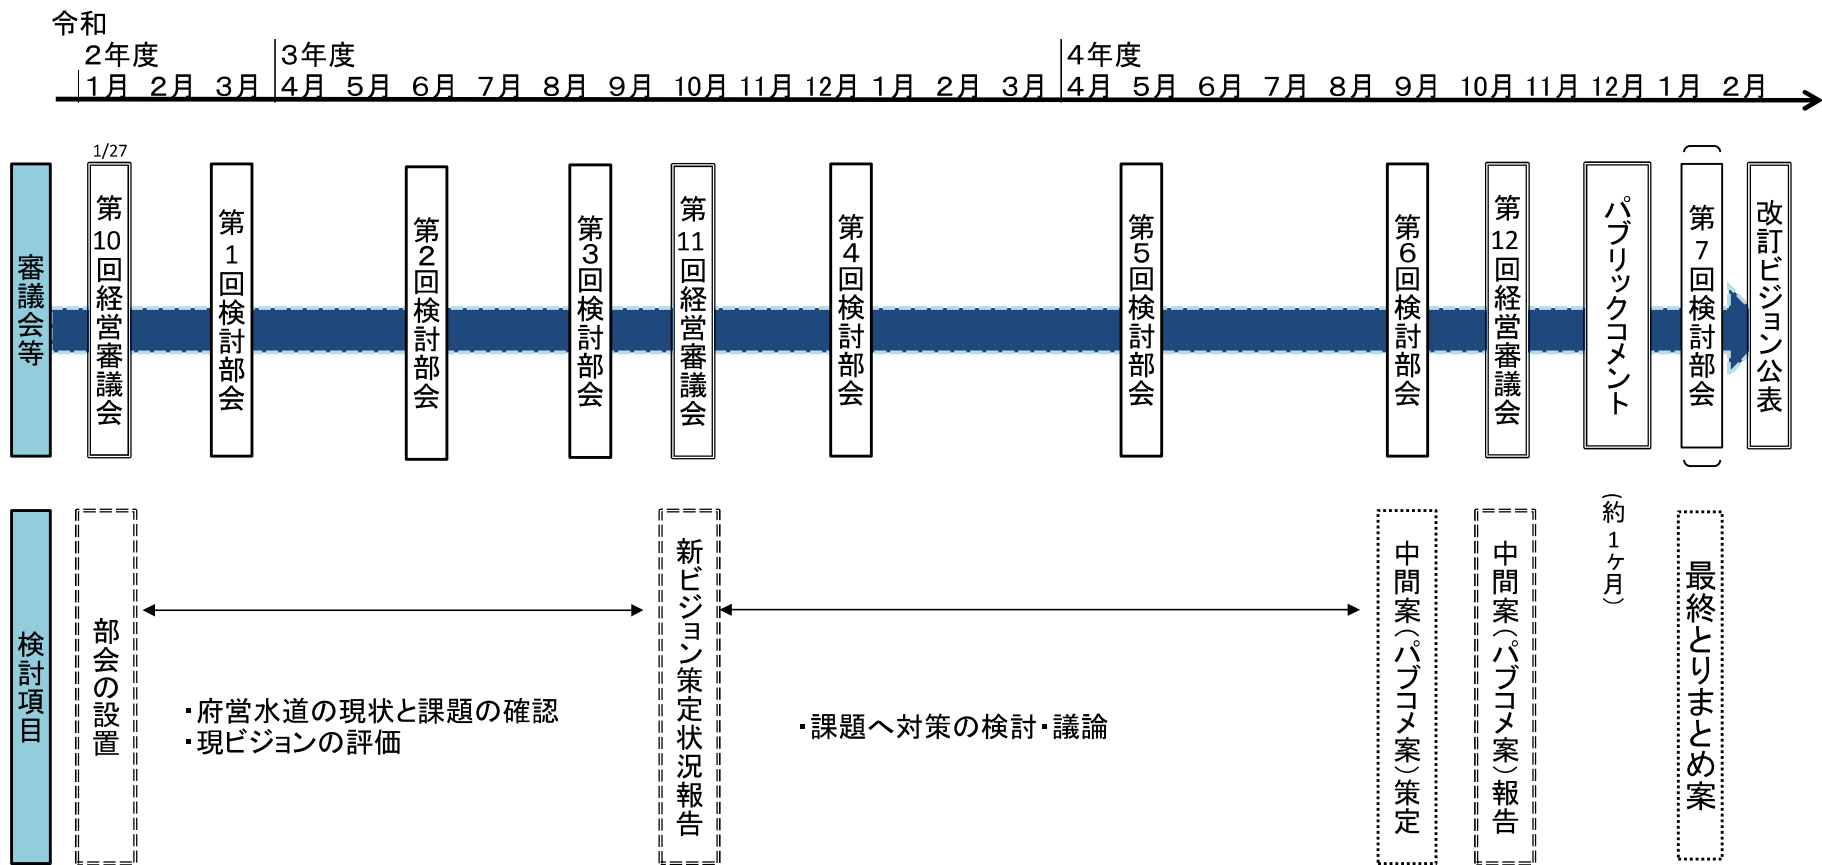 令和
2年度
3年度
4年度
1月 2月 3月 4月 5月 6月 7月 8月 9月 10月 11月 12月 1月 2月 3月 4月 5月 6月 7月 8月 9月 10月 11月 12月 1月 2月
審議会等
1/27
第10回経営審議会
第1回検討部会
第2回検討部会
第3回検討部会
第11回経営審議会
第4回検討部会
第5回検討部会
第6回検討部会
第12回経営審議会
パブリックコメント
(約1ヶ月)
第7回検討部会
改訂ビジョン公表
検討項目
部会の設置
・府営水道の現状と課題の確認
・現ビジョンの評価
新ビジョン策定状況報告
・課題へ対策の検討・議論
中間案(パブコメ案)策定
中間案(パブコメ案)報告
最終とりまとめ案